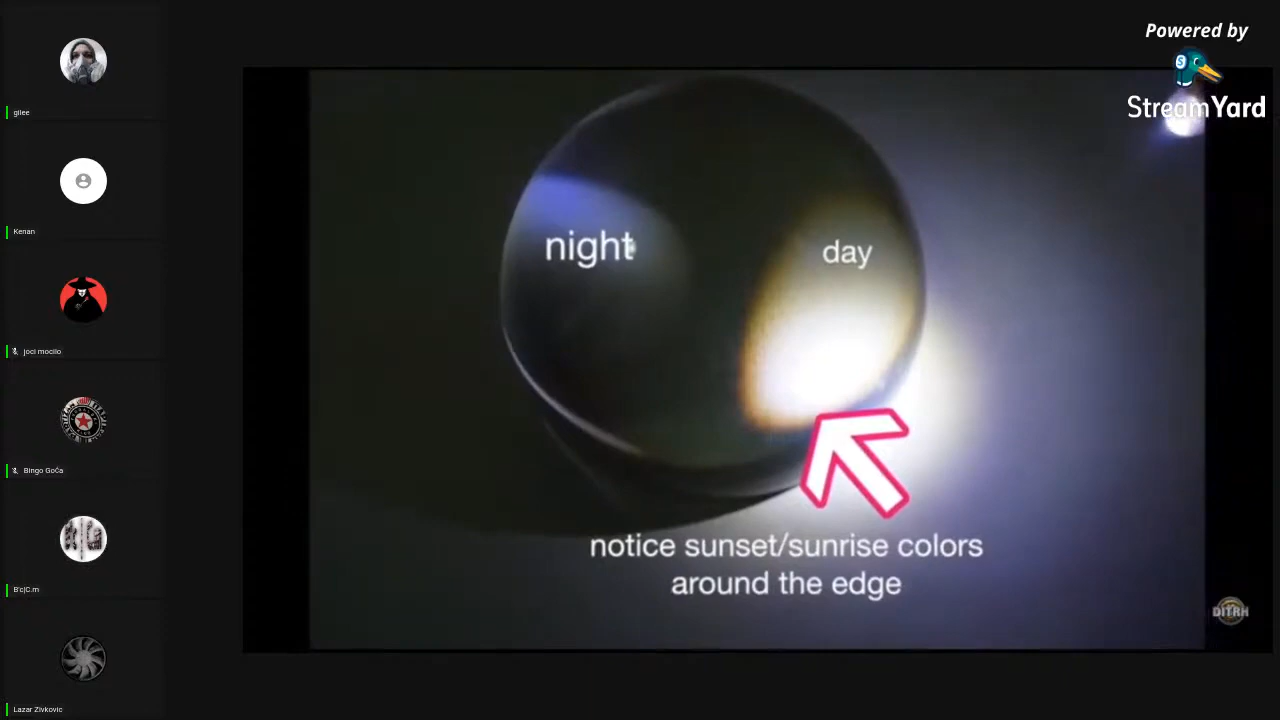 Powered by
StreamYard
gilee
Kenan
joci mocilo
Bingo Goča
B'c|C.m
Lazar Zivkovic
night
day
notice sunset/sunrise colors
around the edge
DITRH